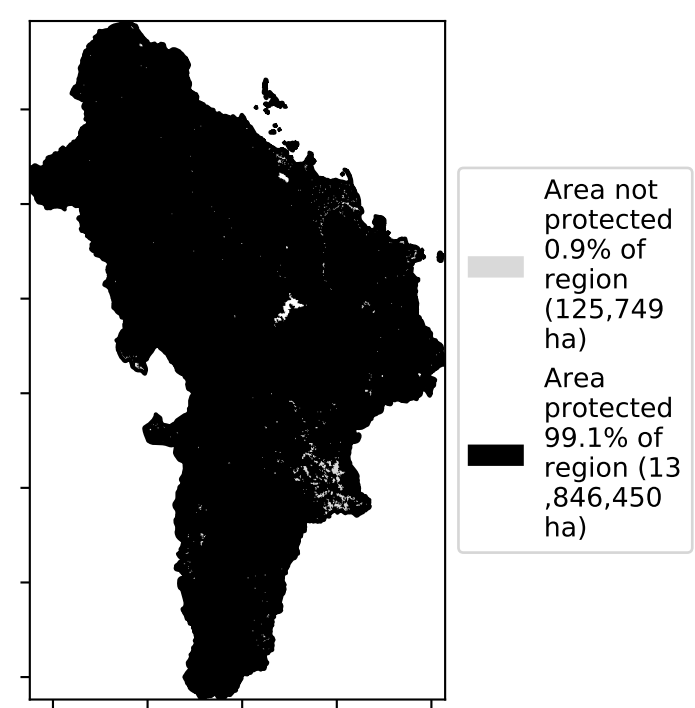 Area not
protected
0.9% of
region
(125,749
ha)
Area
protected
99.1% of
region (13
,846,450
ha)